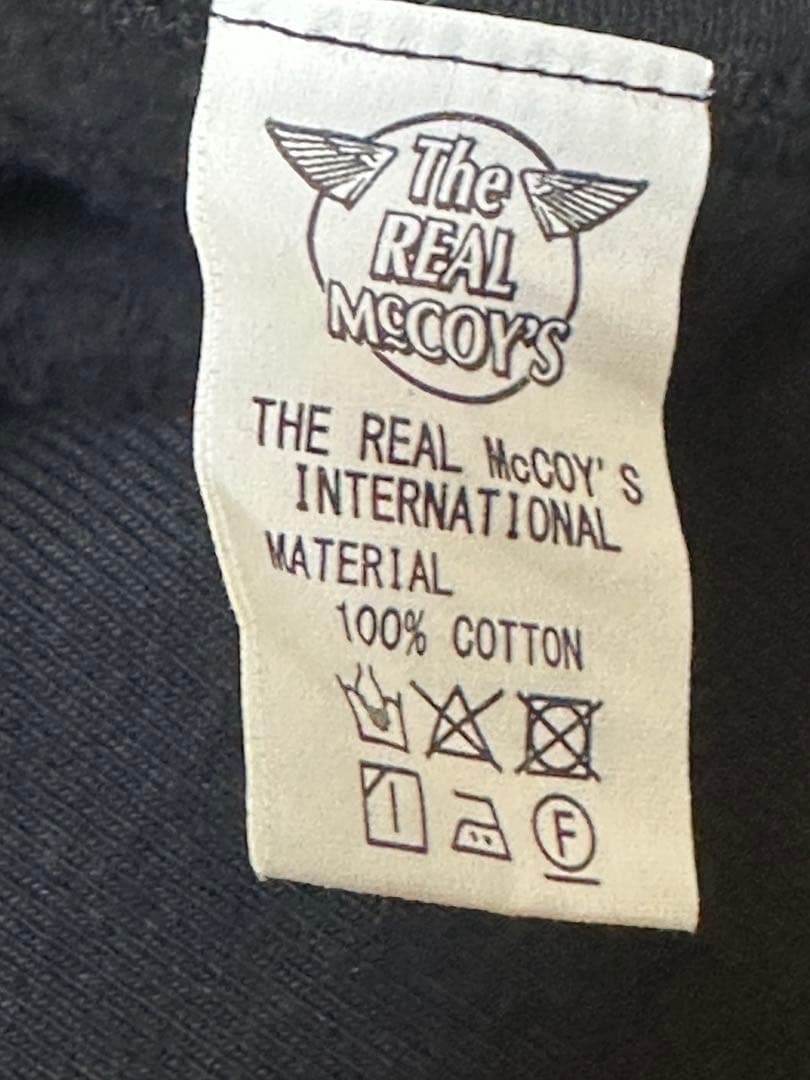 The
REAL
McCOY'S
THE REAL McCOY'S
INTERNATIONAL
MATERIAL
100% COTTON
F